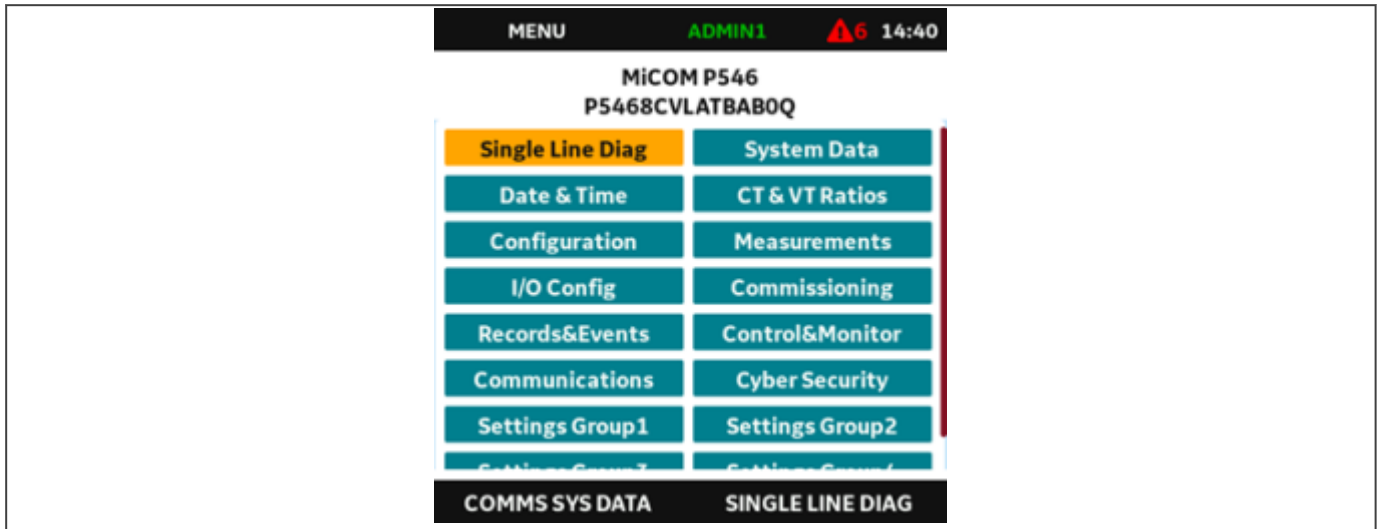 MENU ADMIN1 6 14:40
MiCOM P546
P5468CVLATBAB0Q
Single Line Diag System Data
Date & Time CT & VT Ratios
Configuration Measurements
I/O Config Commissioning
Records&Events Control&Monitor
Communications Cyber Security
Settings Group1 Settings Group2
COMMS SYS DATA SINGLE LINE DIAG